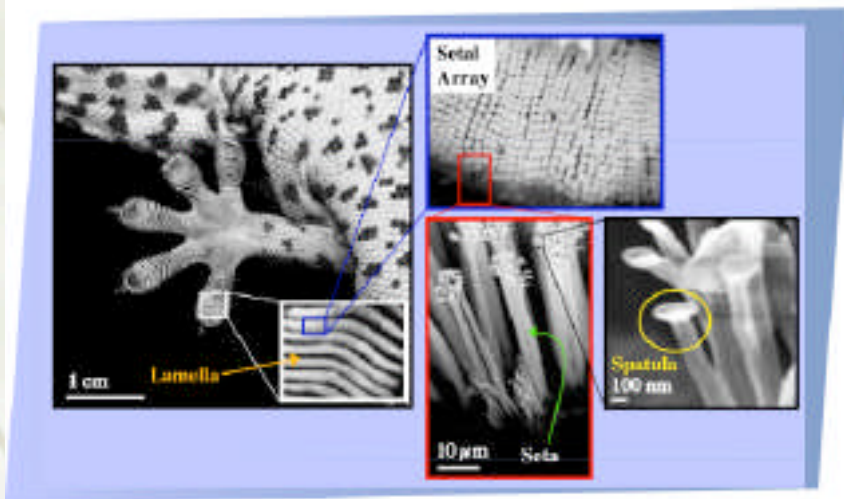 Setal
Array
Lamella
1 cm
10 μm
Seta
Spatula
100 nm